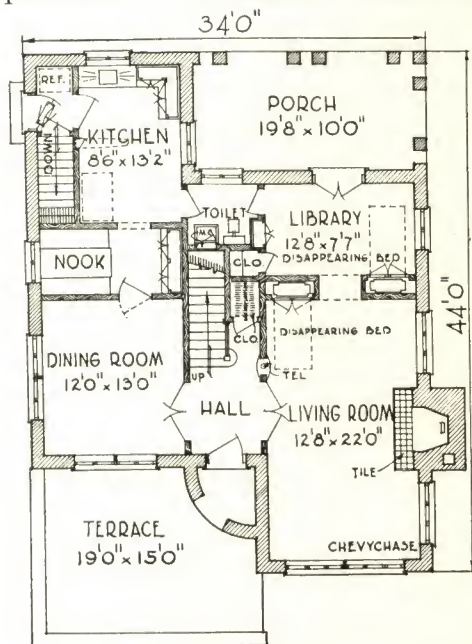 34'0"
REF.
PORCH
19'8" x 10'0"
KITCHEN
8'6" x 13'2"
DOWN
TOILET
M.C.
LIBRARY
12'8" x 7'7"
NOOK
CLO.
DISAPPEARING BED
44'0"
DISAPPEARING BED
CLO
DINING ROOM
12'0" x 13'0"
UP
TEL
HALL
LIVING ROOM
12'8" x 22'0"
TILE
TERRACE
19'0" x 15'0"
CHEVYCHASE